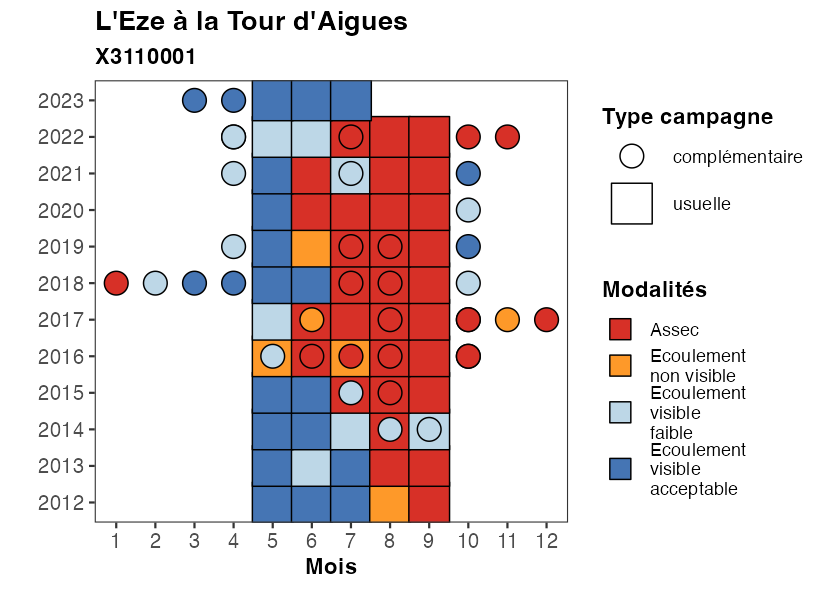 L'Eze à la Tour d'Aigues
X3110001
2023
2022
2021
2020
2019
2018
2017
2016
2015
2014
2013
2012
1 2 3 4 5 6 7 8 9 10 11 12
Mois
Type campagne
complémentaire
usuelle
Modalités
Assec
Ecoulement
non visible
Ecoulement
visible
faible
Ecoulement
visible
acceptable